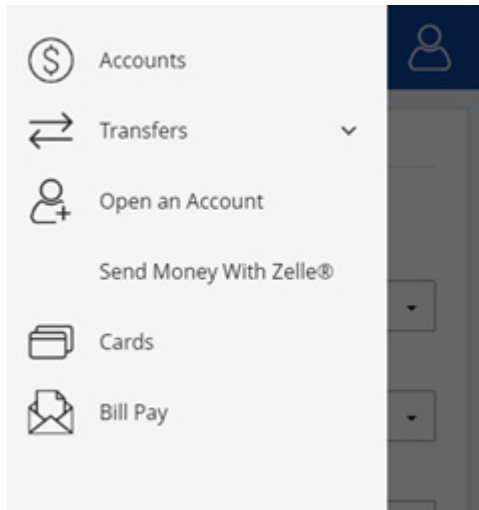 Accounts
Transfers
Open an Account
Send Money With Zelle®
Cards
Bill Pay